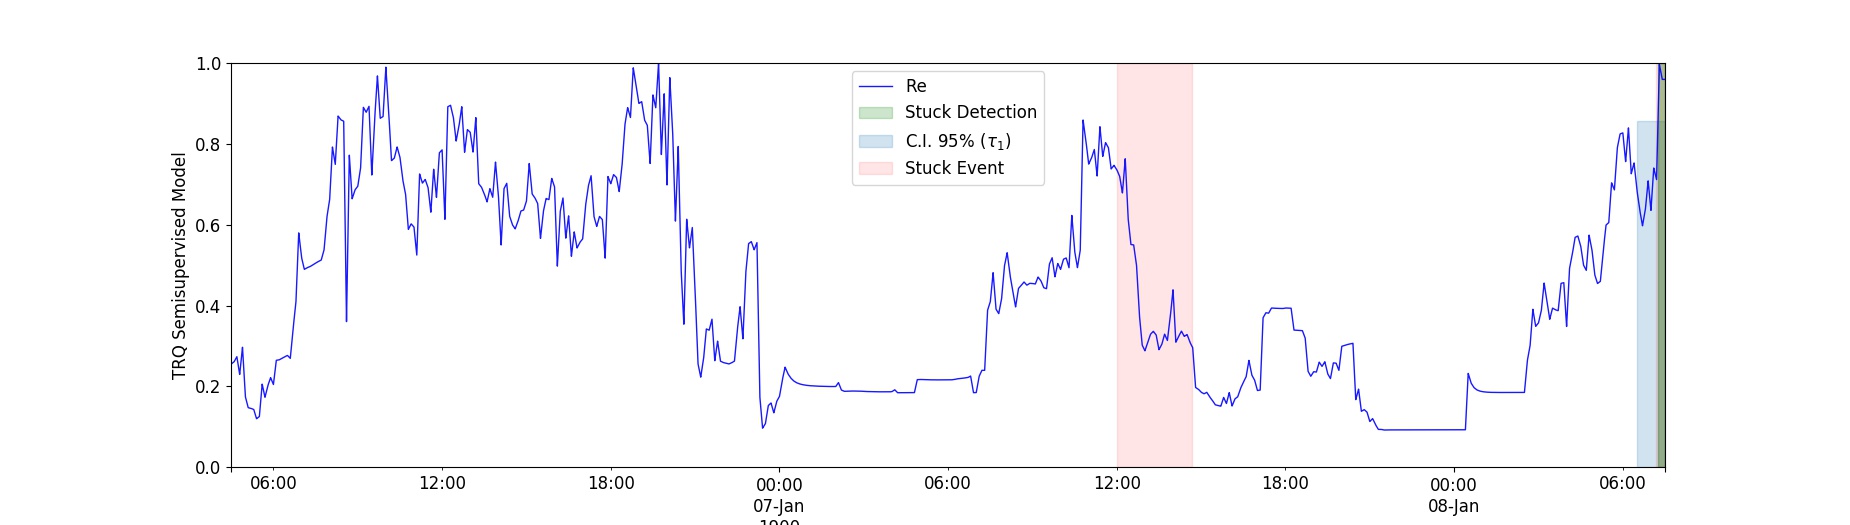 TRQ Semisupervised Model
1.0
0.8
0.6
0.4
0.2
0.0
Re
Stuck Detection
C.I. 95% (τ₁)
Stuck Event
06:00
12:00
18:00
00:00
07-Jan
1900
06:00
12:00
18:00
00:00
08-Jan
06:00